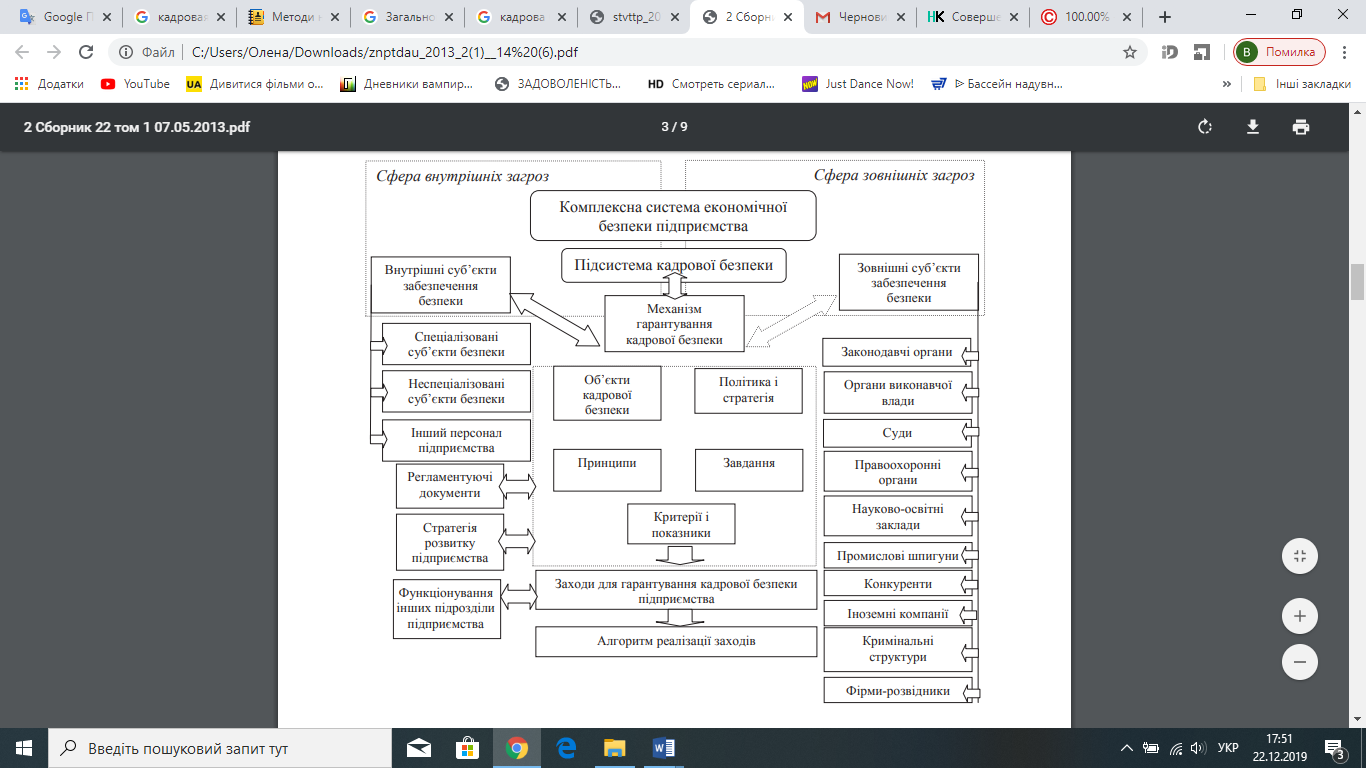 Google П
кадровая
Методи н
Загально
кадрова
stvttp_20
2 Сборни
Чернови
Соверше
100.00%
Файл | C:/Users/Олена/Downloads/znptdau_2013_2(1)__14%20(6).pdf
В Помилка
Додатки
YouTube
Дивитися фільми о...
Дневники вампир...
ЗАДОВОЛЕНІСТЬ...
HD Смотреть сериал...
Just Dance Now!
ᐈ Бассейн надувн...
»
Інші закладки
2 Сборник 22 том 1 07.05.2013.pdf
3 / 9
Сфера внутрішніх загроз
Сфера зовнішніх загроз
Комплексна система економічної
безпеки підприємства
Підсистема кадрової безпеки
Внутрішні суб’єкти
забезпечення
безпеки
Зовнішні суб’єкти
забезпечення
безпеки
Механізм
гарантування
кадрової безпеки
Спеціалізовані
суб’єкти безпеки
Неспеціалізовані
суб’єкти безпеки
Інший персонал
підприємства
Регламентуючі
документи
Стратегія
розвитку
підприємства
Функціонування
інших підрозділи
підприємства
Об’єкти
кадрової
безпеки
Політика і
стратегія
Принципи
Завдання
Критерії і
показники
Заходи для гарантування кадрової безпеки
підприємства
Алгоритм реалізації заходів
Законодавчі органи
Органи виконавчої
влади
Суди
Правоохоронні
органи
Науково-освітні
заклади
Промислові шпигуни
Конкуренти
Іноземні компанії
Кримінальні
структури
Фірми-розвідники
Введіть пошуковий запит тут
УКР
17:51
22.12.2019
3